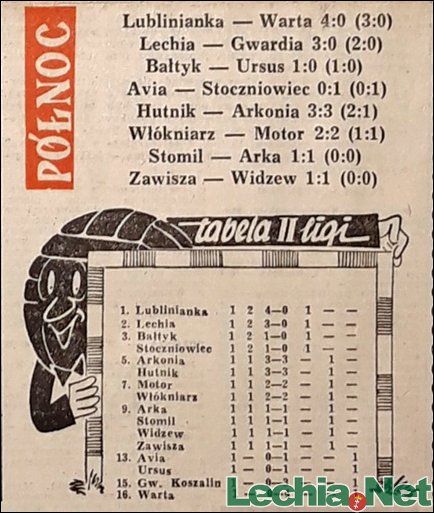 PÓŁNOC
Lublinianka — Warta 4:0 (3:0)
Lechia — Gwardia 3:0 (2:0)
Bałtyk — Ursus 1:0 (1:0)
Avia — Stoczniowiec 0:1 (0:1)
Hutnik — Arkonia 3:3 (2:1)
Włókniarz — Motor 2:2 (1:1)
Stomil — Arka 1:1 (0:0)
Zawisza — Widzew 1:1 (0:0)
tabela II ligi
1. Lublinianka 1 2 4—0 1 — —
2. Lechia 1 2 3—0 1 — —
3. Bałtyk 1 2 1—0 1 — —
Stoczniowiec 1 2 1—0 1 — —
5. Arkonia 1 1 3—3 — 1 —
Hutnik 1 1 3—3 — 1 —
7. Motor 1 1 2—2 — 1 —
Włókniarz 1 1 2—2 — 1 —
9. Arka 1 1 1—1 — 1 —
Stomil 1 1 1—1 — 1 —
Widzew 1 1 1—1 — 1 —
Zawisza 1 1 1—1 — 1 —
13. Avia 1 — 0—1 — — 1
Ursus 1 — 0—1 — — 1
15. Gw. Koszalin 1 —
16. Warta 1 —
Lechia.Net